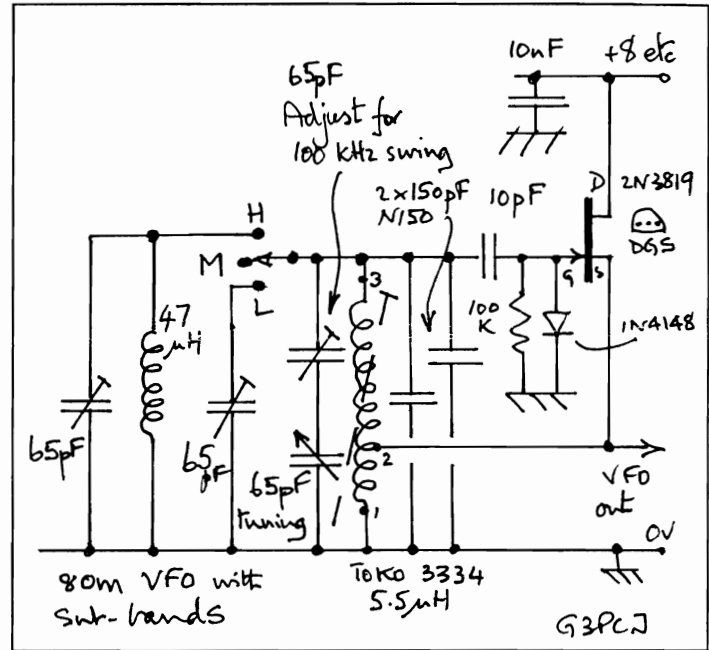 10nF
+8 etc
65pF
Adjust for
100 kHz swing
2x150pF
N150
10pF
D
2N3819
DGS
H
M
L
3
G
S
47
μH
100
K
1N4148
65pF
65
pF
2
65pF
tuning
1
VFO
out
0V
80m VFO with
Sub-bands
TOKO 3334
5.5μH
G3PCJ